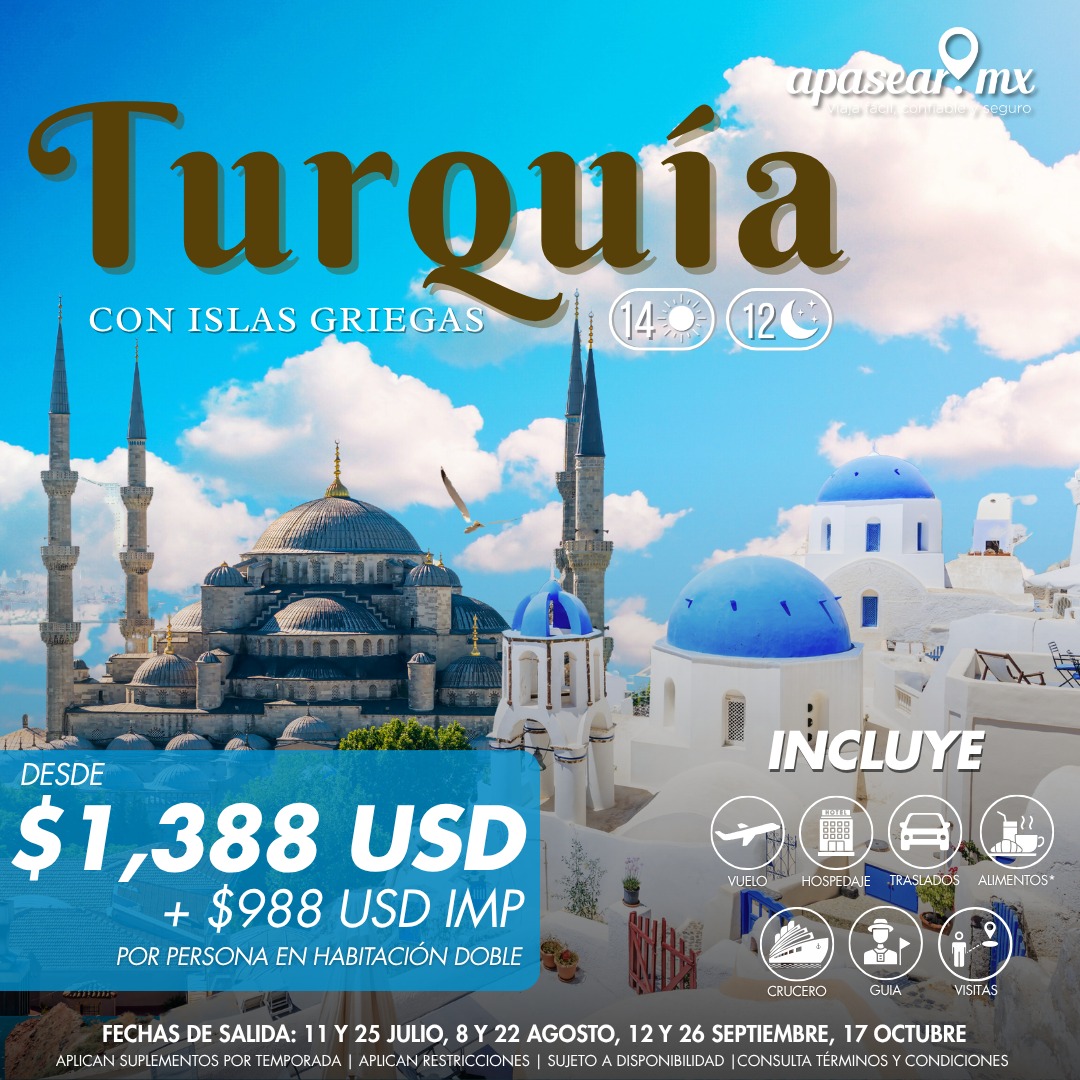 apasear.mx
Viaja fácil, confiable y seguro
Turquía
CON ISLAS GRIEGAS
14 12
DESDE
$1,388 USD
+ $988 USD IMP
POR PERSONA EN HABITACIÓN DOBLE
INCLUYE
HOTEL
VUELO HOSPEDAJE TRASLADOS ALIMENTOS*
CRUCERO GUIA VISITAS
FECHAS DE SALIDA: 11 Y 25 JULIO, 8 Y 22 AGOSTO, 12 Y 26 SEPTIEMBRE, 17 OCTUBRE
APLICAN SUPLEMENTOS POR TEMPORADA | APLICAN RESTRICCIONES | SUJETO A DISPONIBILIDAD |CONSULTA TÉRMINOS Y CONDICIONES